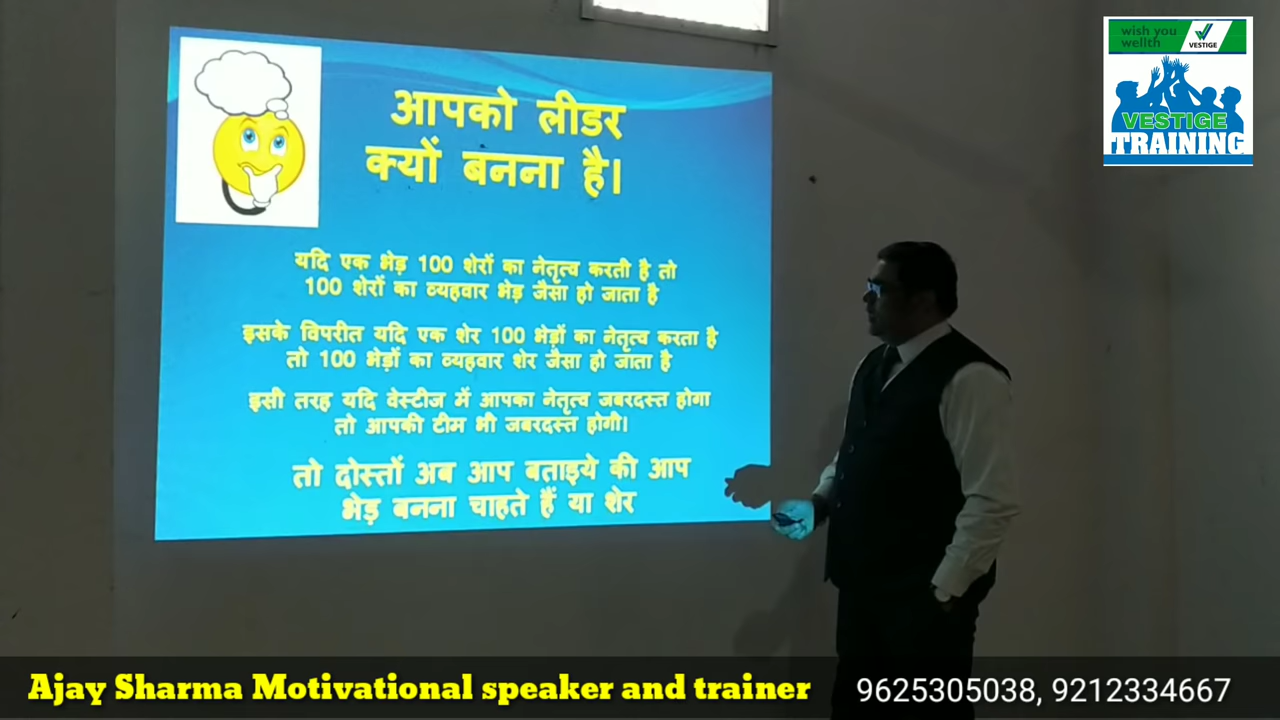 आपको लीडर
क्यों बनना है।
यदि एक भेड़ 100 शेरों का नेतृत्व करती है तो
100 शेरों का व्यहवार भेड़ जैसा हो जाता है
इसके विपरीत यदि एक शेर 100 भेड़ों का नेतृत्व करता है
तो 100 भेड़ों का व्यहवार शेर जैसा हो जाता है
इसी तरह यदि वेस्टीज में आपका नेतृत्व जबरदस्त होगा
तो आपकी टीम भी जबरदस्त होगी।
तो दोस्तों अब आप बताइये की आप
भेड़ बनना चाहते हैं या शेर
wish you
wellth
VESTIGE
VESTIGE
TRAINING
Ajay Sharma Motivational speaker and trainer
9625305038, 9212334667